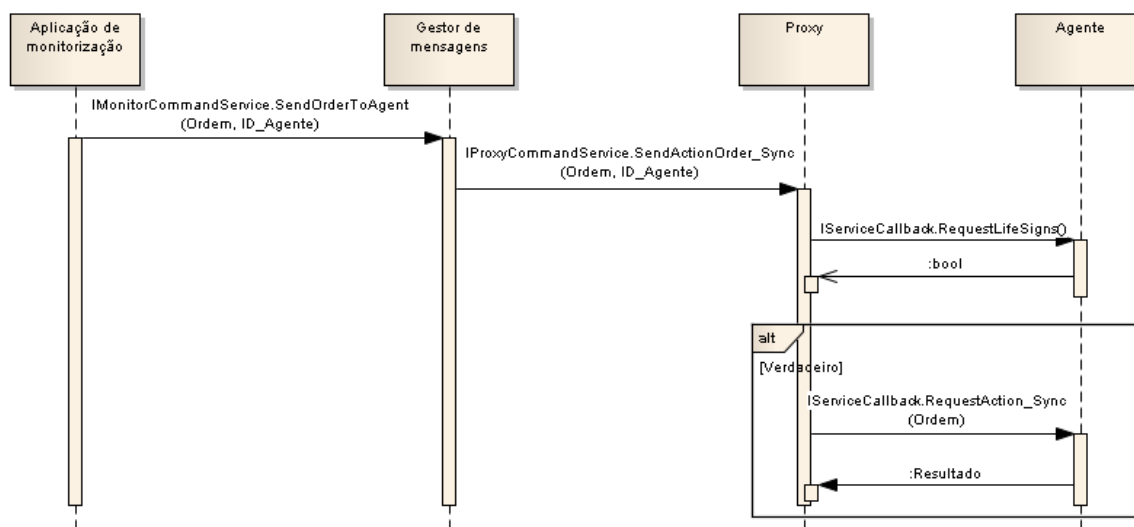 Aplicação de
monitorização
Gestor de
mensagens
Proxy
Agente
IMonitorCommandService.SendOrderToAgent
(Ordem, ID_Agente)
IProxyCommandService.SendActionOrder_Sync
(Ordem, ID_Agente)
IServiceCallback.RequestLifeSigns()
:bool
alt
[Verdadeiro]
IServiceCallback.RequestAction_Sync
(Ordem)
:Resultado